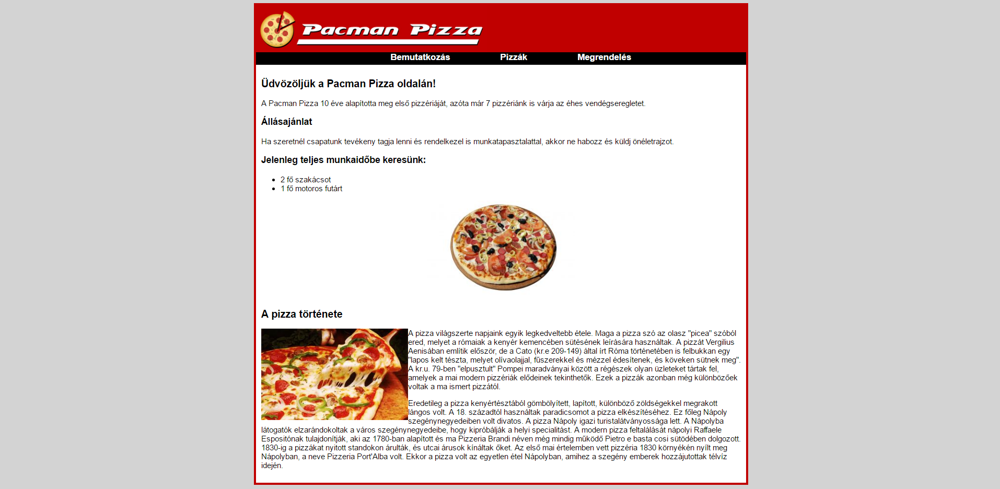 Pacman Pizza
Bemutatkozás Pizzák Megrendelés
Üdvözöljük a Pacman Pizza oldalán!
A Pacman Pizza 10 éve alapította meg első pizzériáját, azóta már 7 pizzériánk is várja az éhes vendégseregletet.
Állásajánlat
Ha szeretnél csapatunk tevékeny tagja lenni és rendelkezel is munkatapasztalattal, akkor ne habozz és küldj önéletrajzot.
Jelenleg teljes munkaidőbe keresünk:
• 2 fő szakácsot
• 1 fő motoros futárt
A pizza története
A pizza világszerte napjaink egyik legkedveltebb étele. Maga a pizza szó az olasz "picea" szóból
ered, melyet a rómaiak a kenyér kemencében sütésének leírására használtak. A pizzát Vergilius
Aenisában említik először, de a Cato (kr.e 209-149) által írt Róma történetében is felbukkan egy
"lapos kelt tészta, melyet olívaolajjal, fűszerekkel és mézzel édesítenek, és köveken sütnek meg".
A kr.u. 79-ben "elpusztult" Pompei maradványai között a régészek olyan üzleteket tártak fel,
amelyek a mai modern pizzériák elődeinek tekinthetők. Ezek a pizzák azonban még különbözőek
voltak a ma ismert pizzától.
Eredetileg a pizza kenyértésztából gömbölyített, lapított, különböző zöldségekkel megrakott
lángos volt. A 18. századtól használtak paradicsomot a pizza elkészítéséhez. Ez főleg Nápoly
szegénynegyedeiben volt divatos. A pizza Nápoly igazi turistalátványossága lett. A Nápolyba
látogatók elzarándokoltak a város szegénynegyedeibe, hogy kipróbálják a helyi specialitást. A modern pizza feltalálását nápolyi Raffaele
Espositónak tulajdonítják, aki az 1780-ban alapított és ma Pizzeria Brandi néven még mindig működő Pietro e basta cosi sütödében dolgozott.
1830-ig a pizzákat nyitott standokon árulták, és utcai árusok kínáltak őket. Az első mai értelemben vett pizzéria 1830 környékén nyílt meg
Nápolyban, a neve Pizzeria Port'Alba volt. Ekkor a pizza volt az egyetlen étel Nápolyban, amihez a szegény emberek hozzájutottak télvíz
idején.